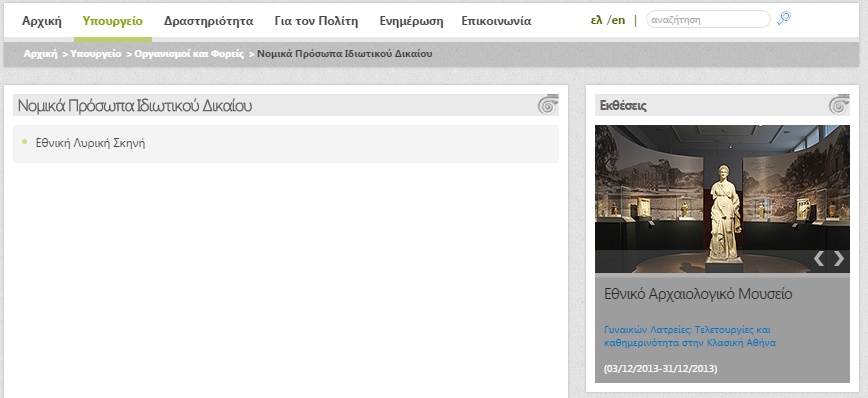 Αρχική Υπουργείο Δραστηριότητα Για τον Πολίτη Ενημέρωση Επικοινωνία ελ /en | αναζήτηση
Αρχική > Υπουργείο > Οργανισμοί και Φορείς > Νομικά Πρόσωπα Ιδιωτικού Δικαίου
Νομικά Πρόσωπα Ιδιωτικού Δικαίου
Εθνική Λυρική Σκηνή
Εκθέσεις
Εθνικό Αρχαιολογικό Μουσείο
Γυναικών Λατρείες: Τελετουργίες και
καθημερινότητα στην Κλασική Αθήνα
(03/12/2013-31/12/2013)